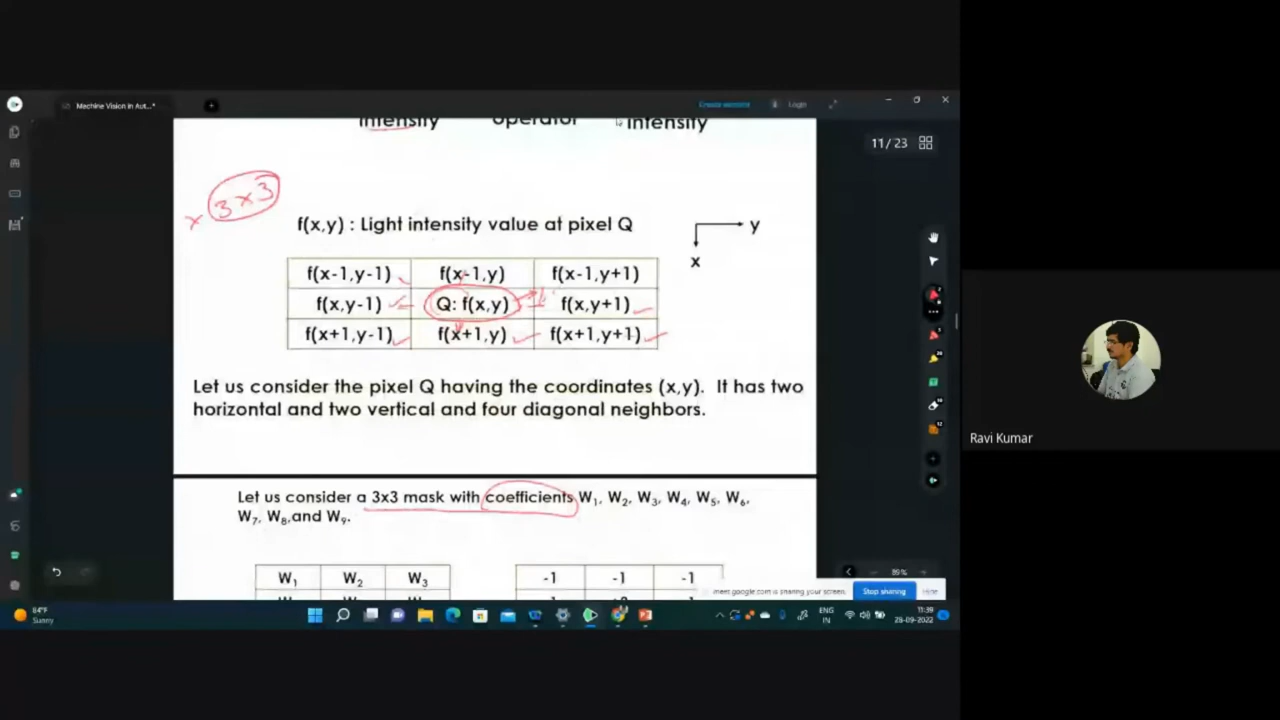 Machine Vision in Aut...*
Create account
Login
intensity operator intensity
11/23
3x3
f(x,y) : Light intensity value at pixel Q
y
x
f(x-1,y-1) f(x-1,y) f(x-1,y+1)
f(x,y-1) Q: f(x,y) f(x,y+1)
f(x+1,y-1) f(x+1,y) f(x+1,y+1)
Let us consider the pixel Q having the coordinates (x,y). It has two
horizontal and two vertical and four diagonal neighbors.
Ravi Kumar
Let us consider a 3x3 mask with coefficients W1, W2, W3, W4, W5, W6,
W7, W8,and W9.
W1 W2 W3
-1 -1 -1
meet.google.com is sharing your screen.
Stop sharing
Hide
84°F
Sunny
ENG
IN
11:39
28-09-2022